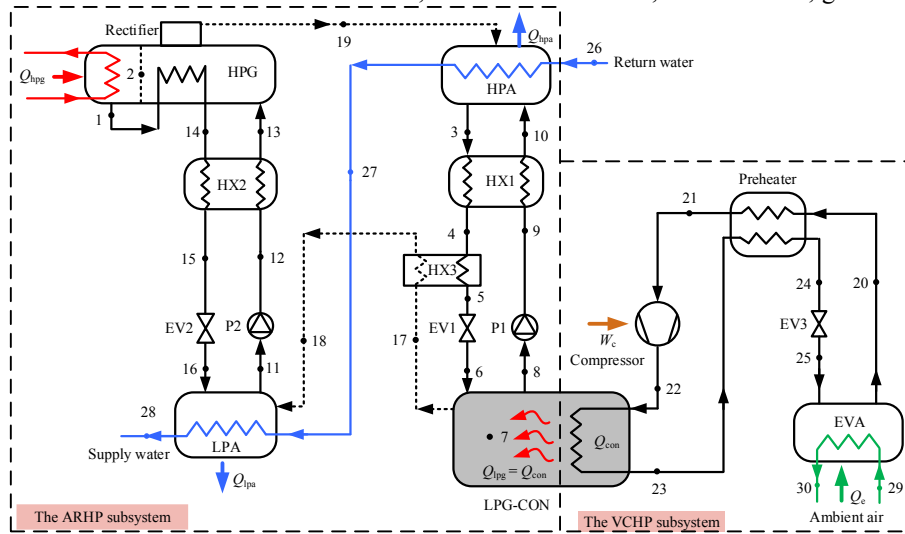 Rectifier
19
Q_hpa
26
Return water
Q_hpg
2
HPG
HPA
1
14
13
3
10
27
HX2
HX1
Preheater
21
15
12
4
9
HX3
5
24
20
EV2
P2
18
17
EV1
P1
EV3
W_c
Compressor
25
16
11
6
8
22
28
Supply water
LPA
7
Q_con
EVA
Q_lpg = Q_con
Q_lpa
23
30
Q_e
29
LPG-CON
Ambient air
The ARHP subsystem
The VCHP subsystem